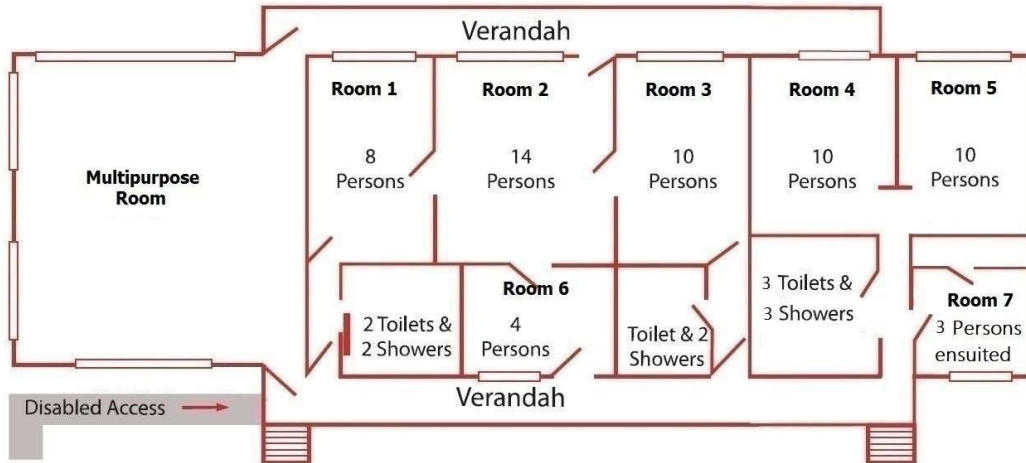 Verandah
Room 1
Room 2
Room 3
Room 4
Room 5
8
Persons
14
Persons
10
Persons
10
Persons
10
Persons
Multipurpose
Room
Room 6
4
Persons
2 Toilets &
2 Showers
Toilet & 2
Showers
3 Toilets &
3 Showers
Room 7
3 Persons
ensuited
Verandah
Disabled Access